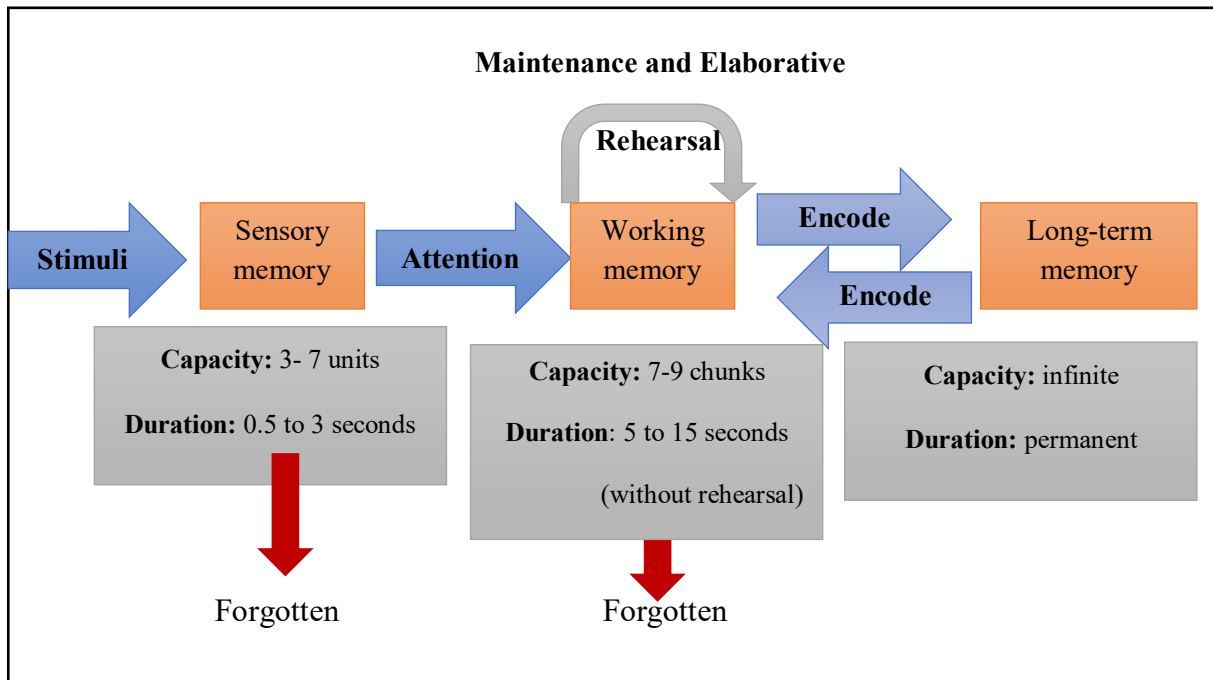 Maintenance and Elaborative
Rehearsal
Stimuli
Sensory
memory
Attention
Working
memory
Encode
Encode
Long-term
memory
Capacity: 3- 7 units
Duration: 0.5 to 3 seconds
Forgotten
Capacity: 7-9 chunks
Duration: 5 to 15 seconds
(without rehearsal)
Forgotten
Capacity: infinite
Duration: permanent